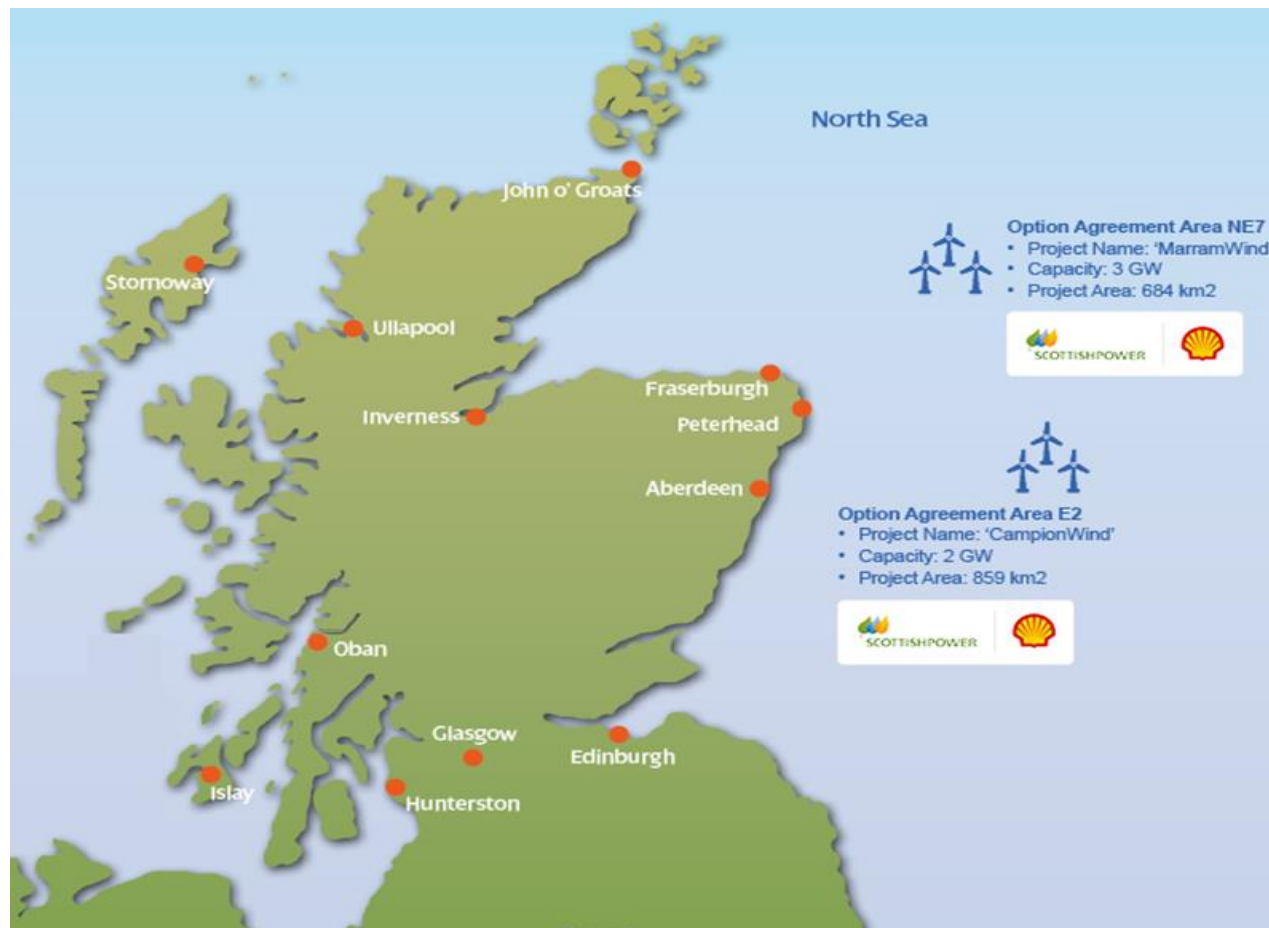 North Sea
John o' Groats
Option Agreement Area NE7
• Project Name: 'MarramWind
• Capacity: 3 GW
• Project Area: 684 km2
SCOTTISHPOWER
Stornoway
Ullapool
Fraserburgh
Inverness
Peterhead
Aberdeen
Option Agreement Area E2
• Project Name: 'CampionWind'
• Capacity: 2 GW
• Project Area: 859 km2
SCOTTISHPOWER
Oban
Glasgow
Edinburgh
Islay
Hunterston